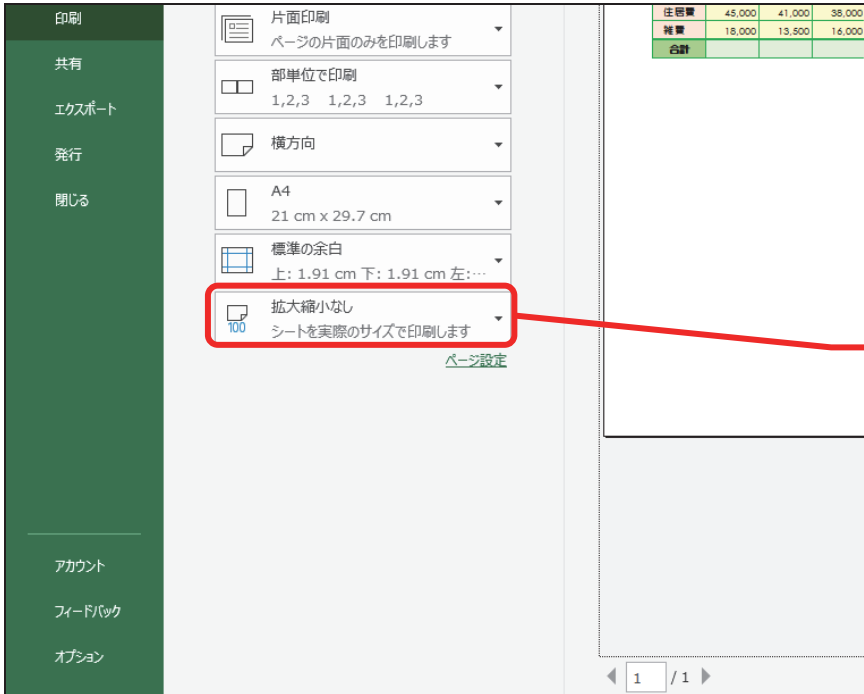 印刷
共有
エクスポート
発行
閉じる
アカウント
フィードバック
オプション
片面印刷
ページの片面のみを印刷します
部単位で印刷
1,2,3 1,2,3 1,2,3
横方向
A4
21 cm x 29.7 cm
標準の余白
上: 1.91 cm 下: 1.91 cm 左:…
拡大縮小なし
100
シートを実際のサイズで印刷します
ページ設定
住居費 45,000 41,000 38,000
雑費 18,000 13,500 16,000
合計
1 / 1